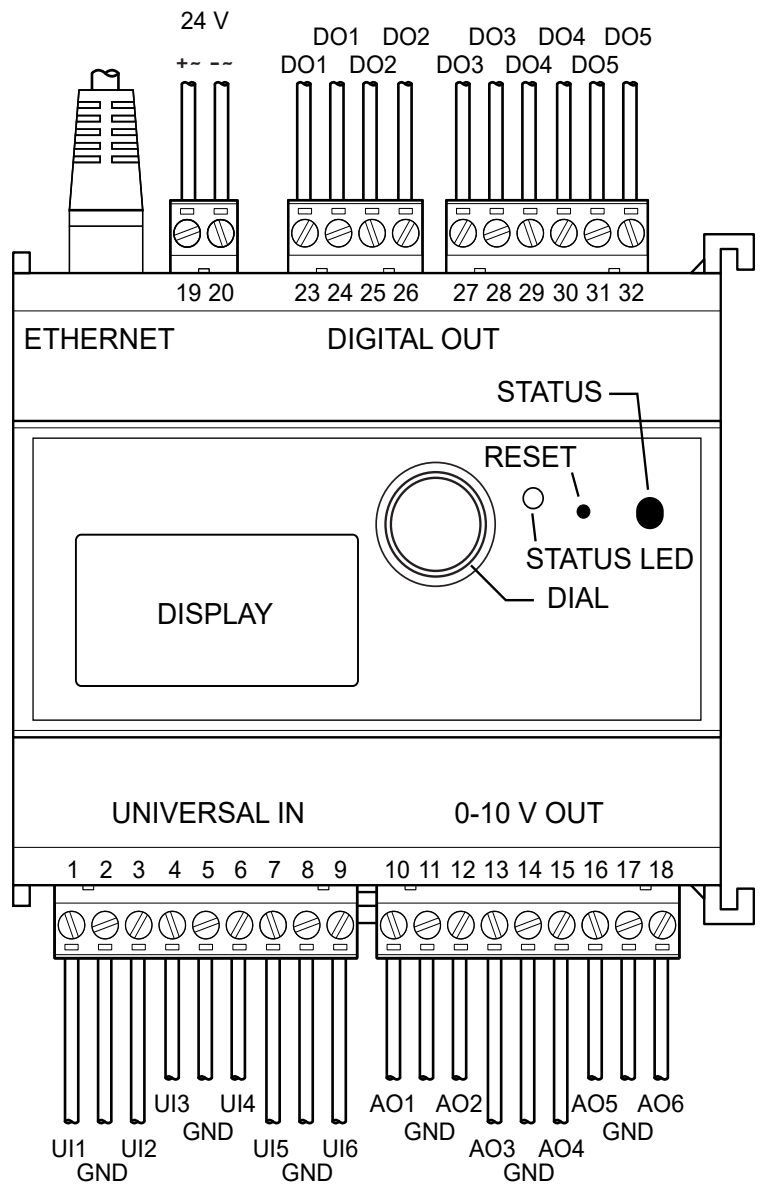 24 V
+~ -~
DO1 DO2 DO3 DO4 DO5
DO1 DO2 DO3 DO4 DO5
19 20 23 24 25 26 27 28 29 30 31 32
ETHERNET DIGITAL OUT
STATUS
RESET
STATUS LED
DIAL
DISPLAY
UNIVERSAL IN 0-10 V OUT
1 2 3 4 5 6 7 8 9 10 11 12 13 14 15 16 17 18
UI3 UI4 AO1 AO2 AO5 AO6
GND GND GND
UI1 UI2 UI5 UI6 AO3 AO4
GND GND GND